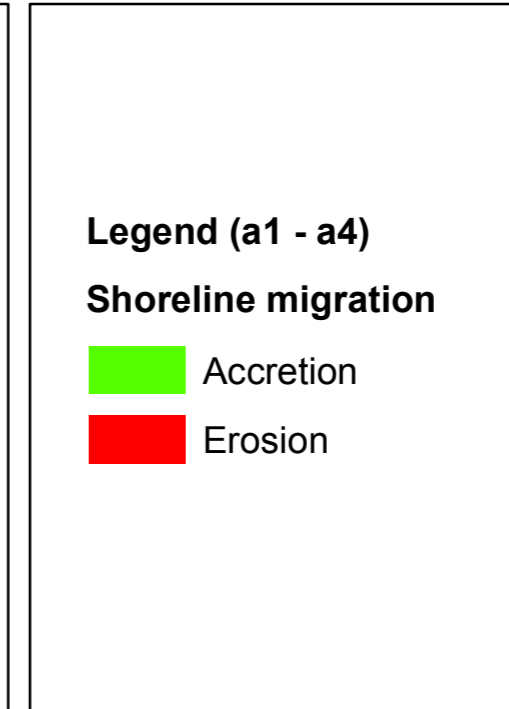 Legend (a1 - a4)
Shoreline migration
Accretion
Erosion